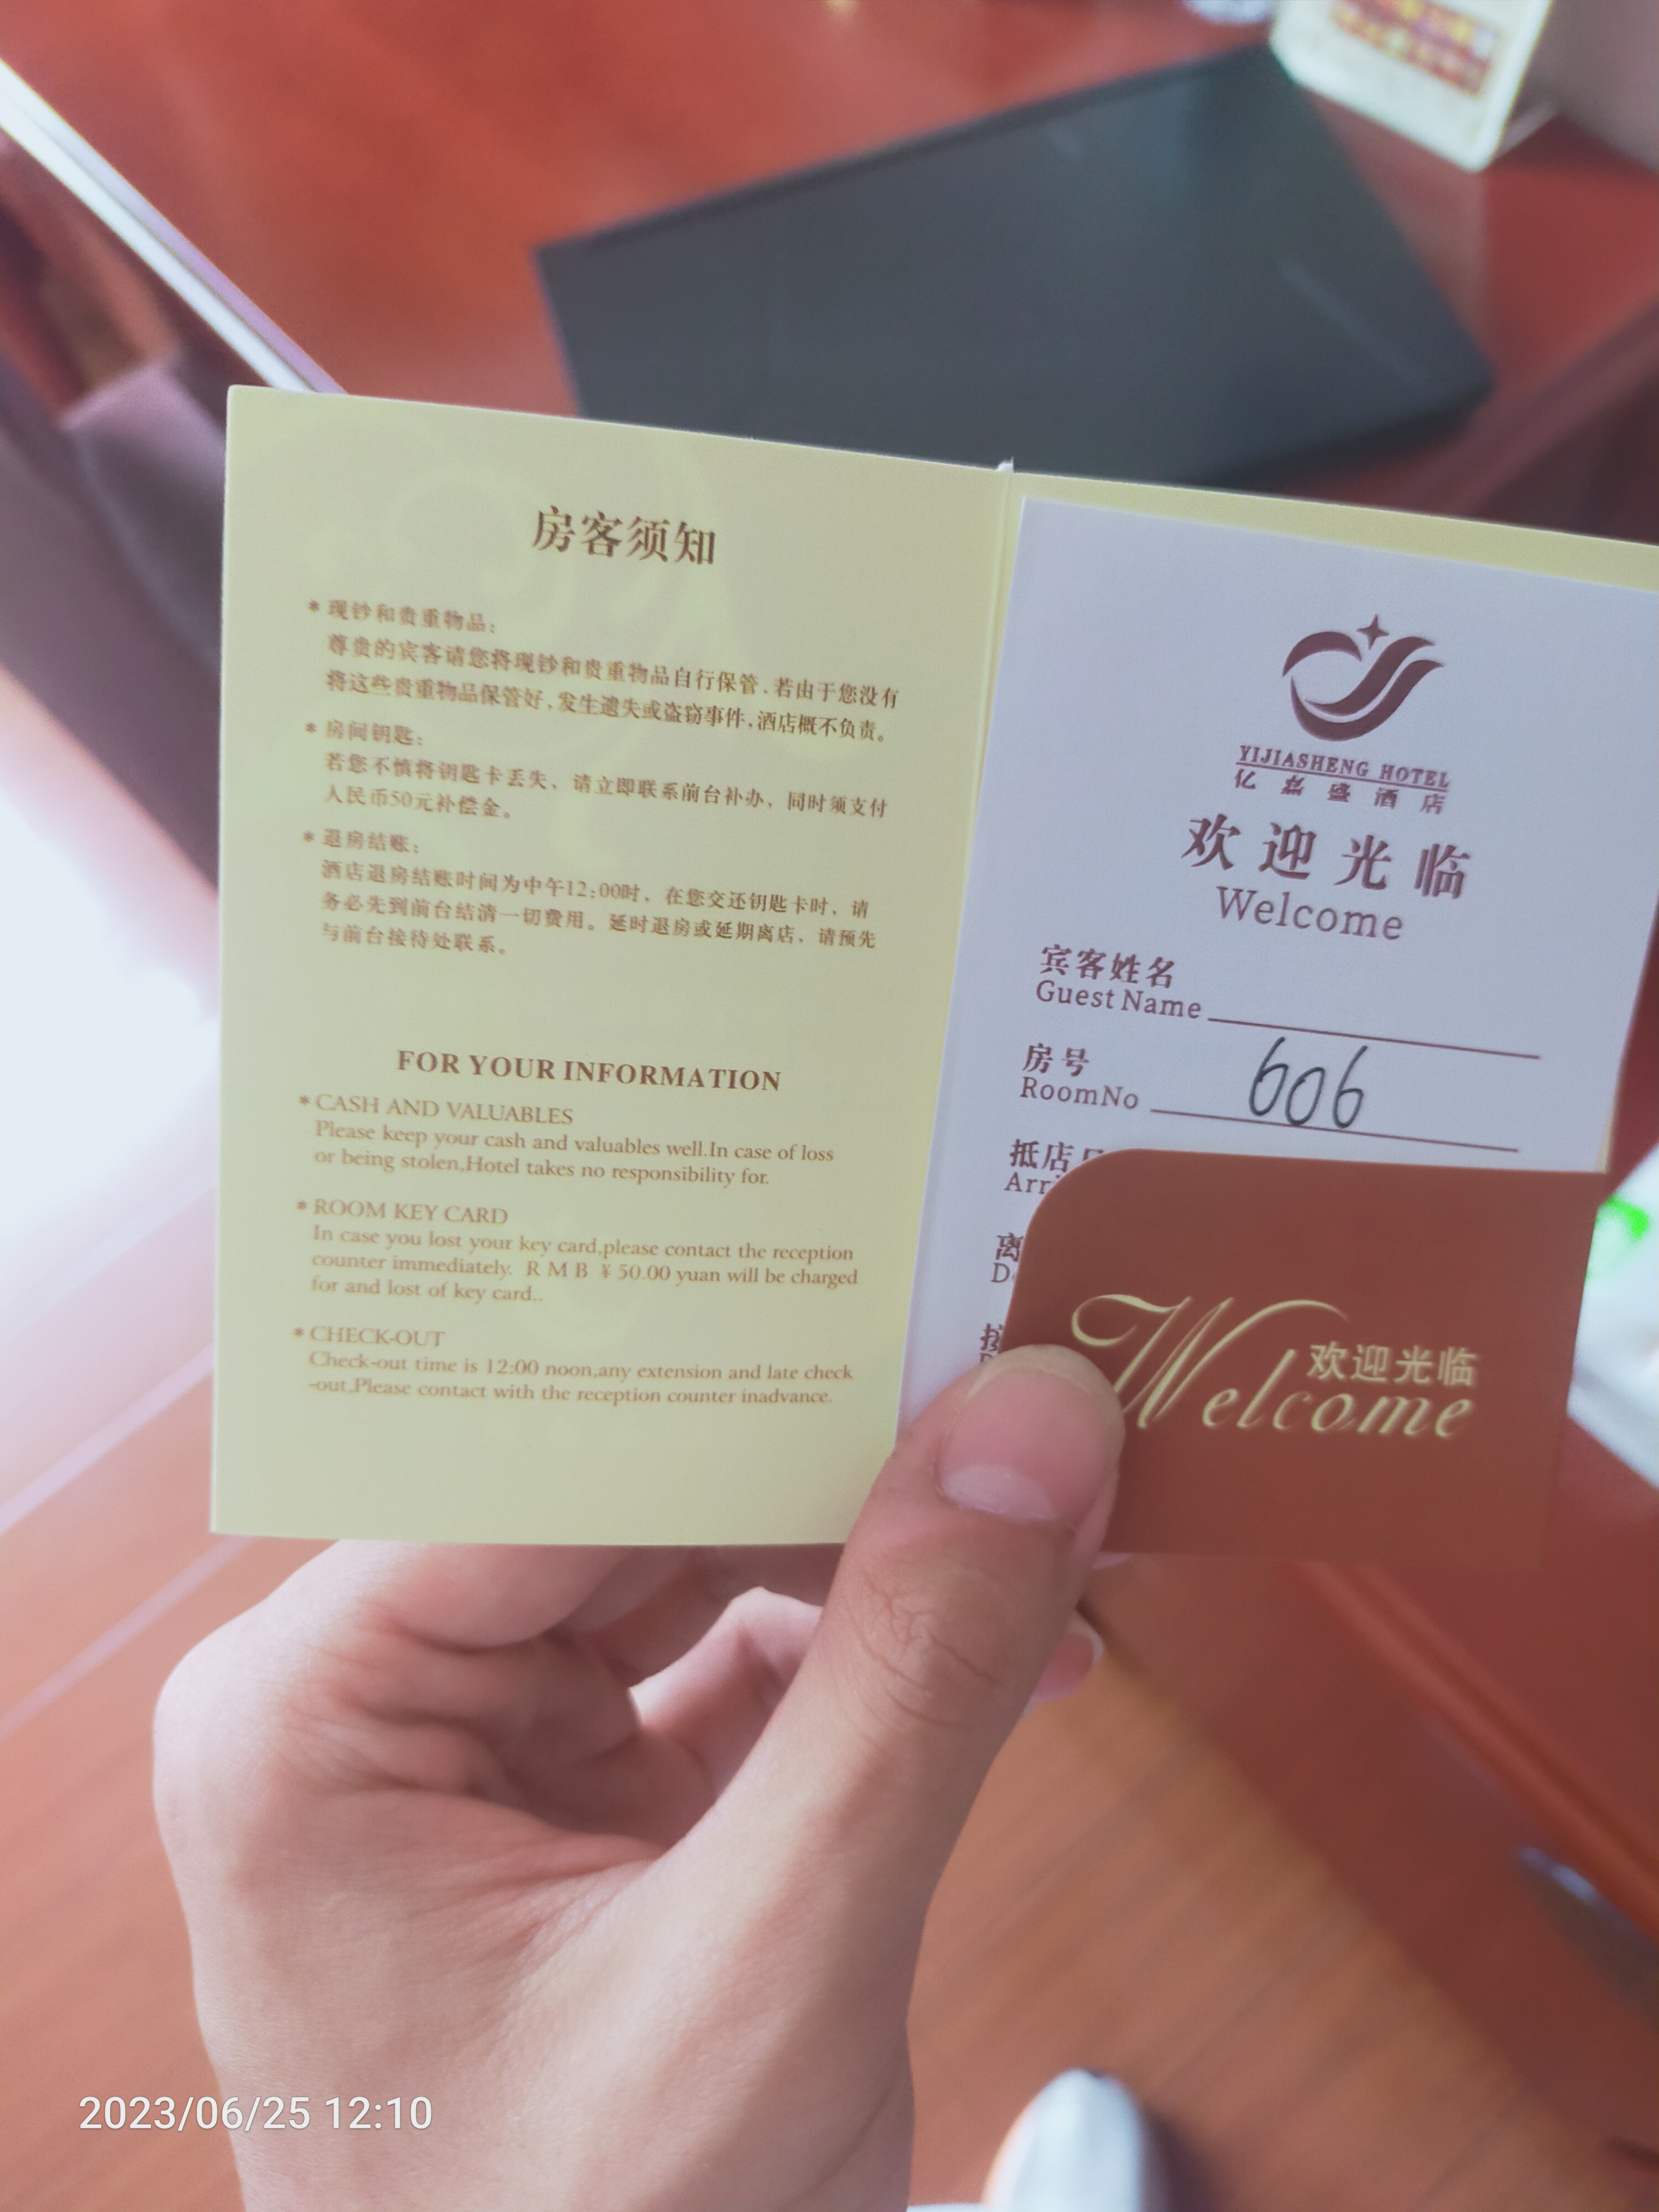 房客须知
* 现钞和贵重物品:
尊贵的宾客请您将现钞和贵重物品自行保管、若由于您没有
将这些贵重物品保管好,发生遗失或盗窃事件,酒店概不负责。
* 房间钥匙:
若您不慎将钥匙卡丢失、请立即联系前台补办,同时须支付
人民币50元补偿金。
* 退房结账:
酒店退房结账时间为中午12:00时,在您交还钥匙卡时,请
务必先到前台结清一切费用。延时退房或延期离店、请预先
与前台接待处联系。
FOR YOUR INFORMATION
* CASH AND VALUABLES
Please keep your cash and valuables well.In case of loss
or being stolen,Hotel takes no responsibility for.
* ROOM KEY CARD
In case you lost your key card,please contact the reception
counter immediately. R M B ¥ 50.00 yuan will be charged
for and lost of key card..
* CHECK-OUT
Check-out time is 12:00 noon,any extension and late check
-out,Please contact with the reception counter inadvance.
YIJIASHENG HOTEL
亿嘉盛酒店
欢迎光临
Welcome
宾客姓名
Guest Name
房号
RoomNo 606
抵店
Arri
离
D
欢迎光临
Welcome
2023/06/25 12:10